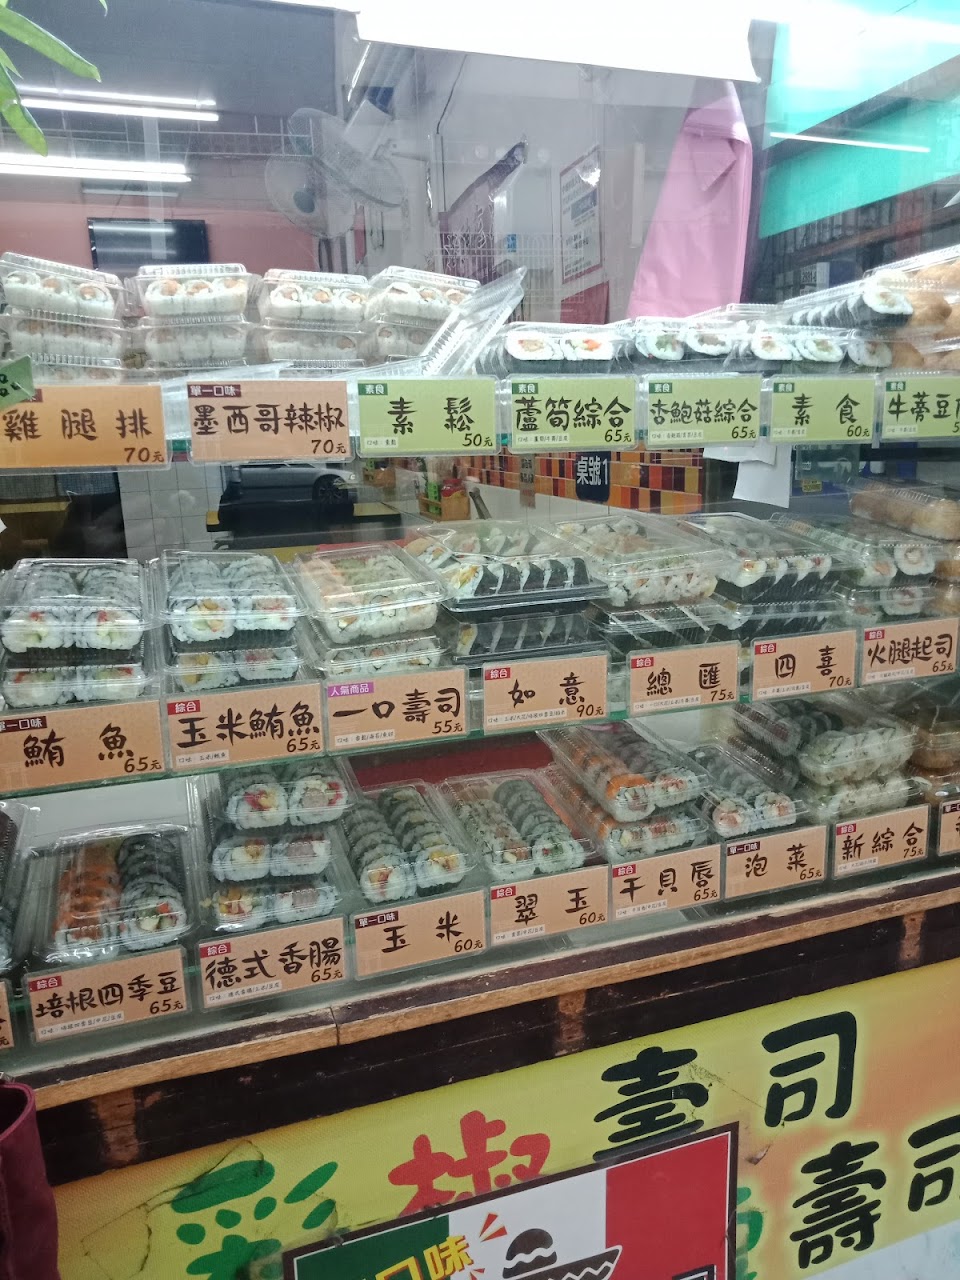 雞腿排
70元
單一口味
墨西哥辣椒
70元
素食
素鬆
50元
素食
蘆筍綜合
65元
素食
杏鮑菇綜合
65元
素食
素食
60元
牛蒡豆
桌號1
單一口味
鮪魚
65元
綜合
玉米鮪魚
65元
人氣商品
一口壽司
55元
綜合
如意
90元
綜合
總匯
75元
綜合
四喜
70元
綜合
火腿起司
65元
綜合
培根四季豆
65元
綜合
德式香腸
65元
單一口味
玉米
60元
綜合
翠玉
60元
綜合
干貝唇
65元
單一口味
泡菜
65元
綜合
新綜合
75元
彩椒壽司
壽司
口味